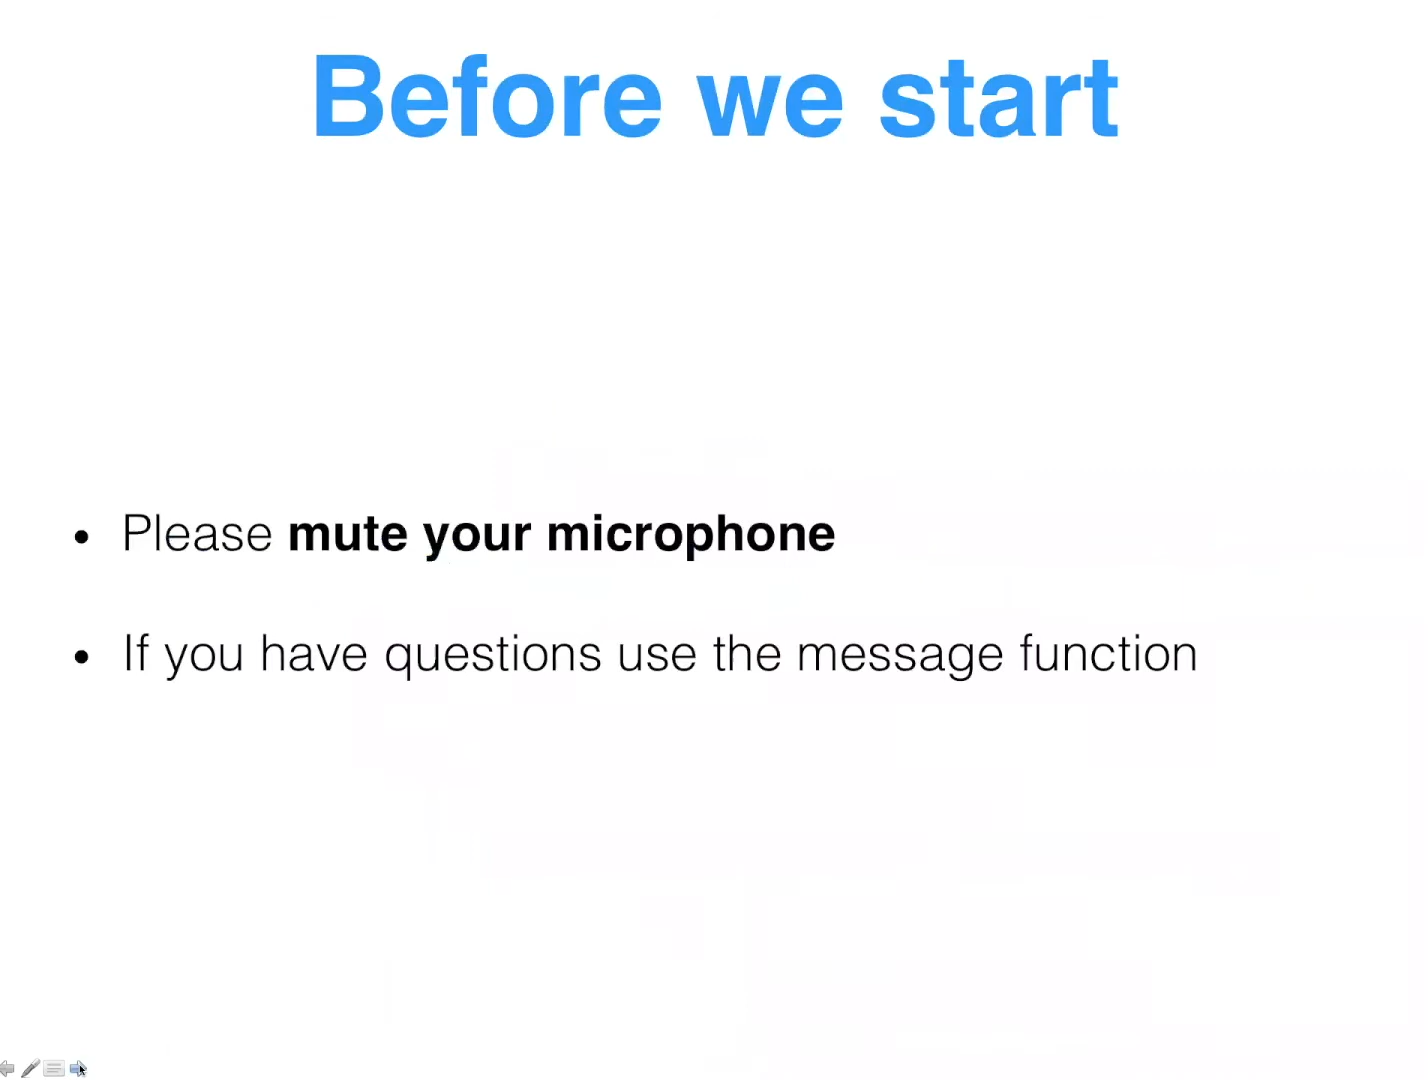 Before we start
• Please mute your microphone
• If you have questions use the message function